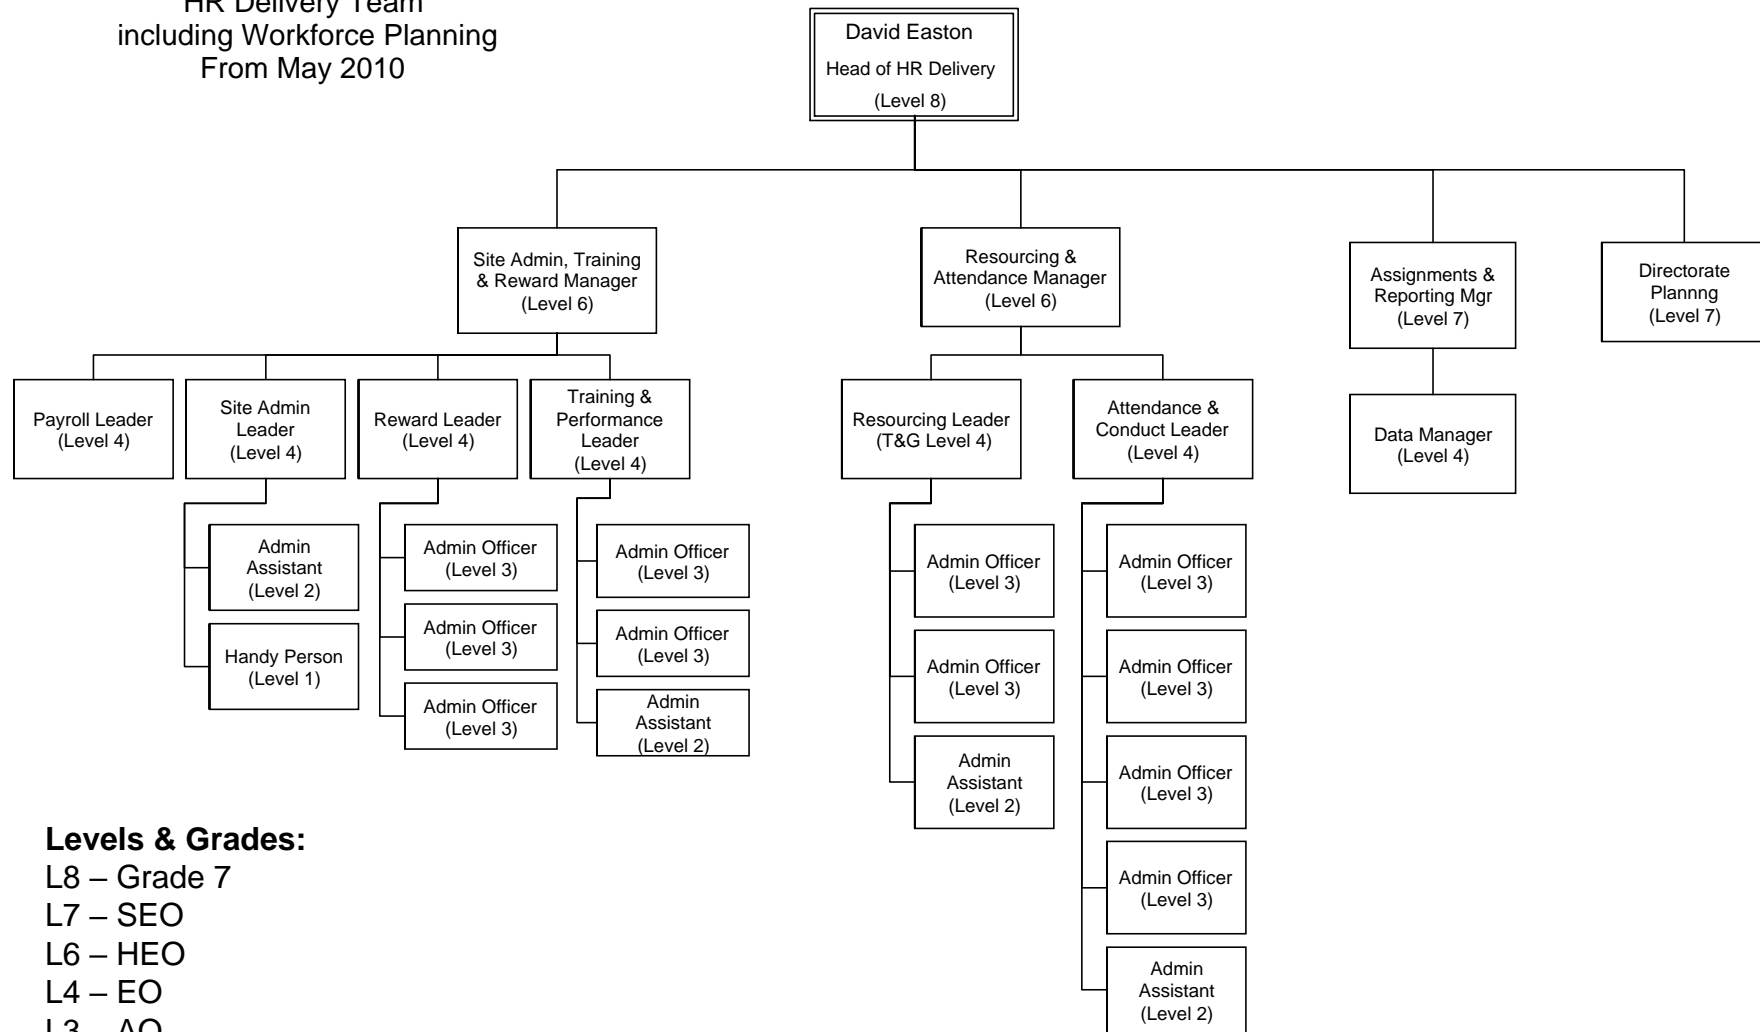 HR Delivery Team
including Workforce Planning
From May 2010
David Easton
Head of HR Delivery
(Level 8)
Site Admin, Training
& Reward Manager
(Level 6)
Resourcing &
Attendance Manager
(Level 6)
Assignments &
Reporting Mgr
(Level 7)
Directorate
Plannng
(Level 7)
Payroll Leader
(Level 4)
Site Admin
Leader
(Level 4)
Reward Leader
(Level 4)
Training &
Performance
Leader
(Level 4)
Resourcing Leader
(T&G Level 4)
Attendance &
Conduct Leader
(Level 4)
Data Manager
(Level 4)
Admin
Assistant
(Level 2)
Handy Person
(Level 1)
Admin Officer
(Level 3)
Admin Officer
(Level 3)
Admin Officer
(Level 3)
Admin Officer
(Level 3)
Admin Officer
(Level 3)
Admin
Assistant
(Level 2)
Admin Officer
(Level 3)
Admin Officer
(Level 3)
Admin
Assistant
(Level 2)
Admin Officer
(Level 3)
Admin Officer
(Level 3)
Admin Officer
(Level 3)
Admin Officer
(Level 3)
Admin
Assistant
(Level 2)
Levels & Grades:
L8 – Grade 7
L7 – SEO
L6 – HEO
L4 – EO
L3 – AO